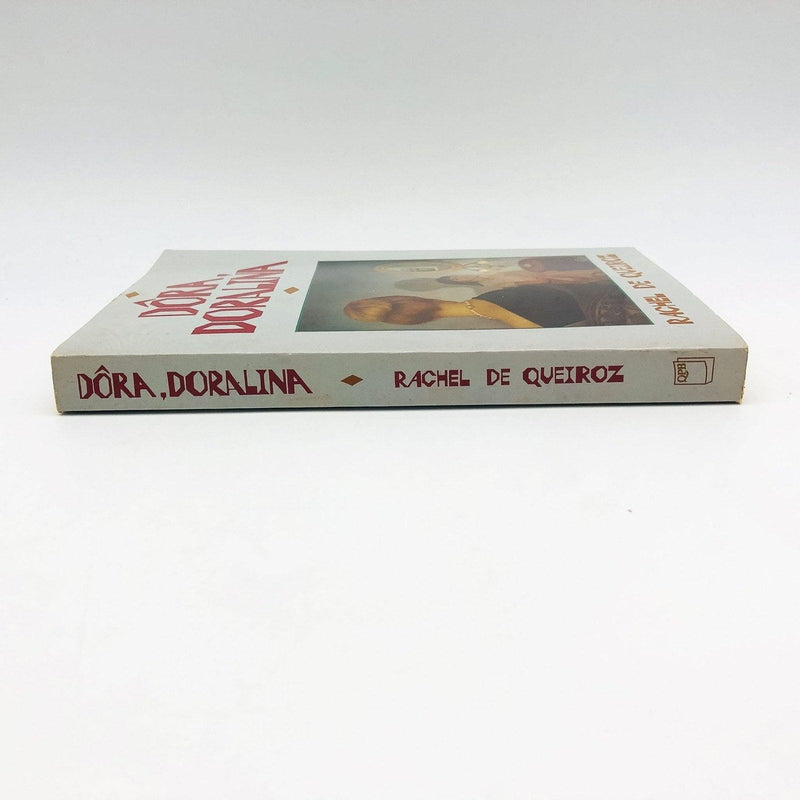 DÔRA,
DORALINA
RACHEL DE QUEIROZ
DÔRA, DORALINA RACHEL DE QUEIROZ